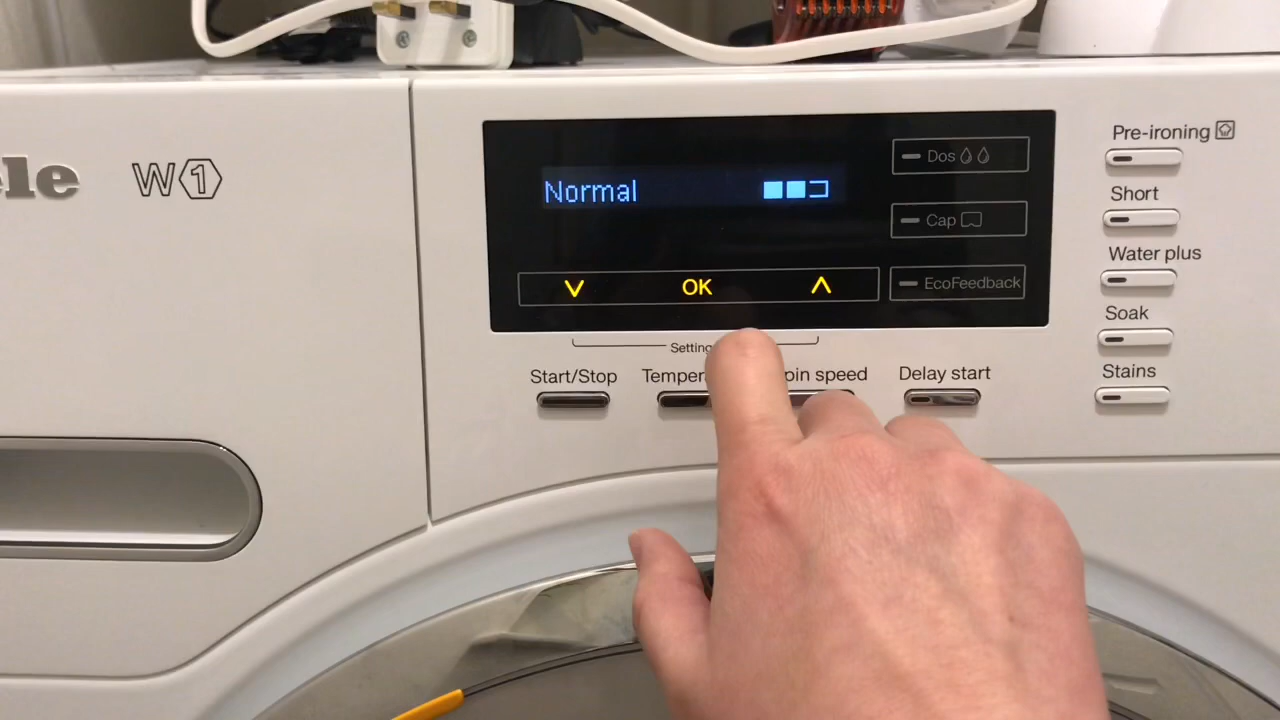 W1
Normal
Dos
Cap
OK
EcoFeedback
Start/Stop
Delay start
Pre-ironing
Short
Water plus
Soak
Stains